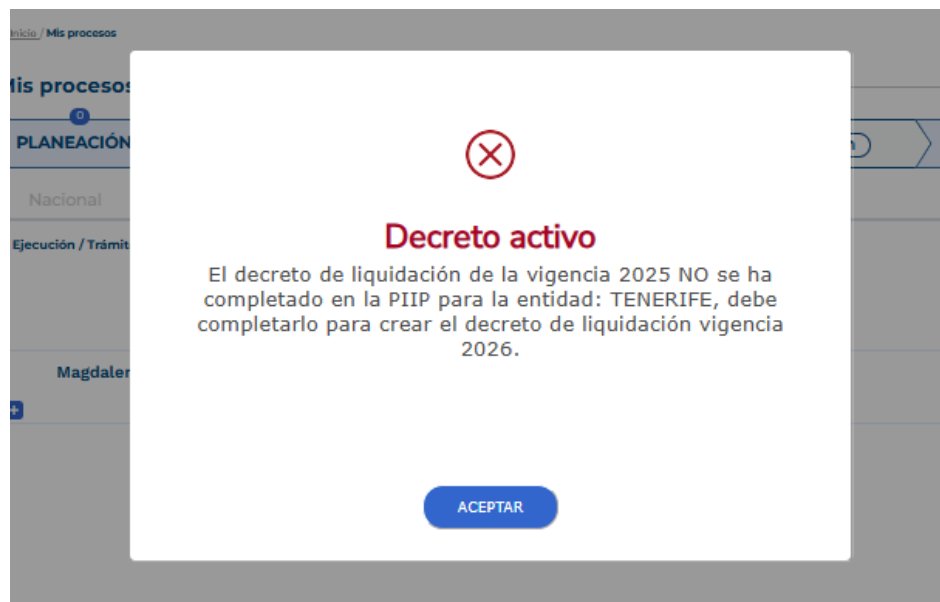 Inicio / Mis procesos
Mis procesos
0
PLANEACIÓN
Nacional
Ejecución / Trámit
Magdalen
Decreto activo
El decreto de liquidación de la vigencia 2025 NO se ha
completado en la PIIP para la entidad: TENERIFE, debe
completarlo para crear el decreto de liquidación vigencia
2026.
ACEPTAR